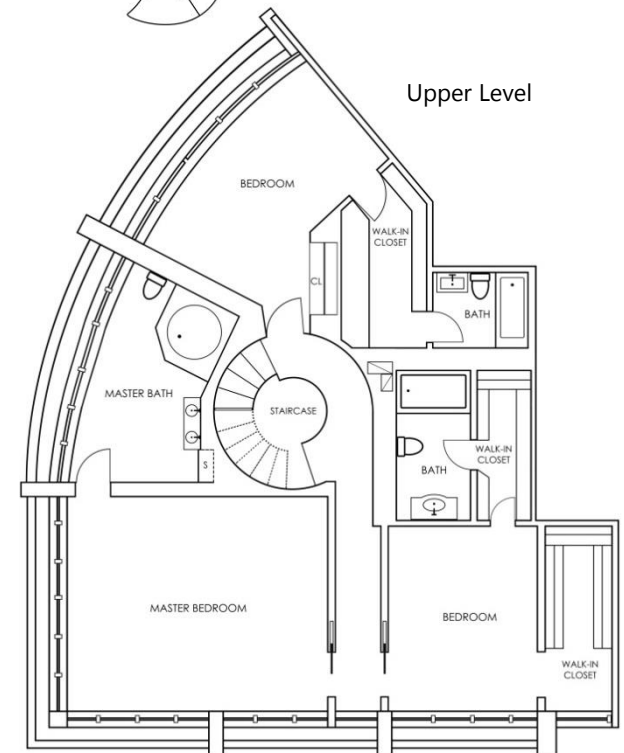 Upper Level
BEDROOM
WALK-IN
CLOSET
CL
BATH
MASTER BATH
STAIRCASE
S
BATH
WALK-IN
CLOSET
MASTER BEDROOM
BEDROOM
WALK-IN
CLOSET